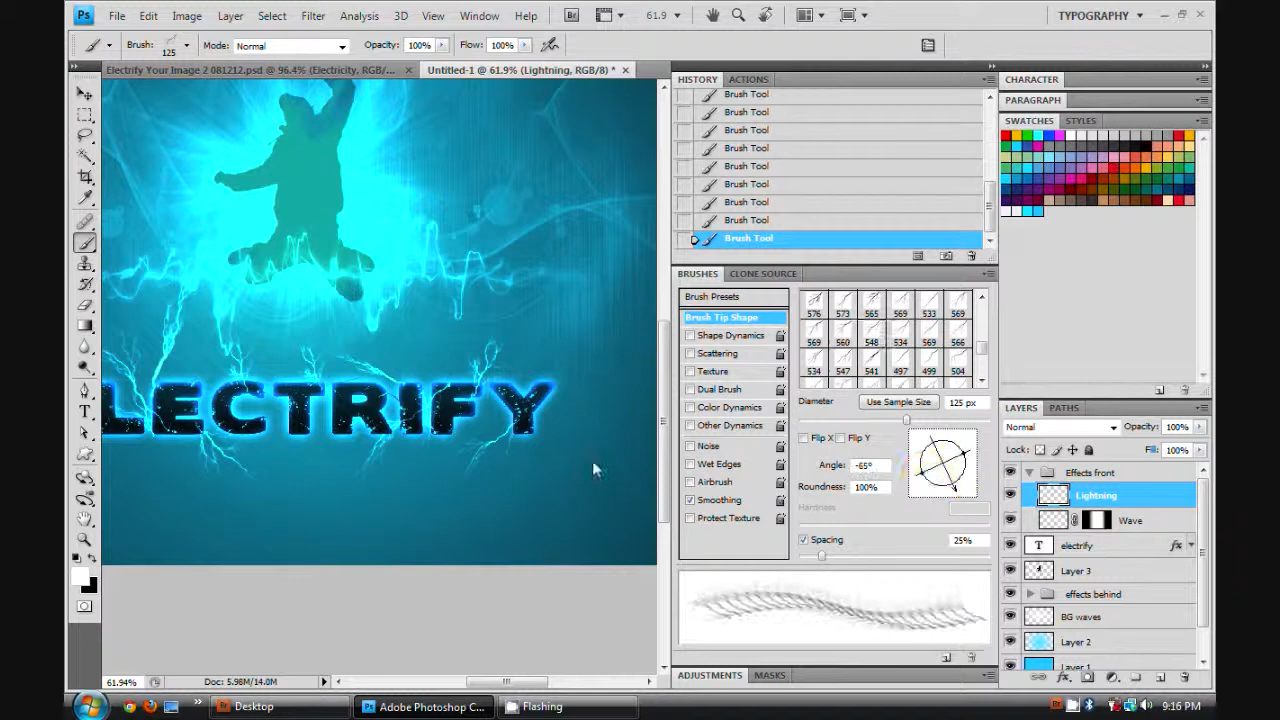 Ps File Edit Image Layer Select Filter Analysis 3D View Window Help Br 61.9 TYPOGRAPHY
Brush: 125 Mode: Normal Opacity: 100% Flow: 100%
Electrify Your Image 2 081212.psd @ 96.4% (Electricity, RGB/... × Untitled-1 @ 61.9% (Lightning, RGB/8) * ×
HISTORY ACTIONS
Brush Tool
Brush Tool
Brush Tool
Brush Tool
Brush Tool
Brush Tool
Brush Tool
Brush Tool
Brush Tool
BRUSHES CLONE SOURCE
Brush Presets
Brush Tip Shape
Shape Dynamics
Scattering
Texture
Dual Brush
Color Dynamics
Other Dynamics
Noise
Wet Edges
Airbrush
Smoothing
Protect Texture
576 573 565 569 533 569
569 560 548 534 569 566
534 547 541 497 499 504
Diameter Use Sample Size 125 px
Flip X Flip Y
Angle: -65º
Roundness: 100%
Hardness
Spacing 25%
ADJUSTMENTS MASKS
CHARACTER
PARAGRAPH
SWATCHES STYLES
LAYERS PATHS
Normal Opacity: 100%
Lock: Fill: 100%
Effects front
Lightning
Wave
T electrify fx
Layer 3
effects behind
BG waves
Layer 2
Layer 1
LECTRIFY
61.94% Doc: 5.98M/14.0M
Desktop Adobe Photoshop C... Flashing 9:16 PM